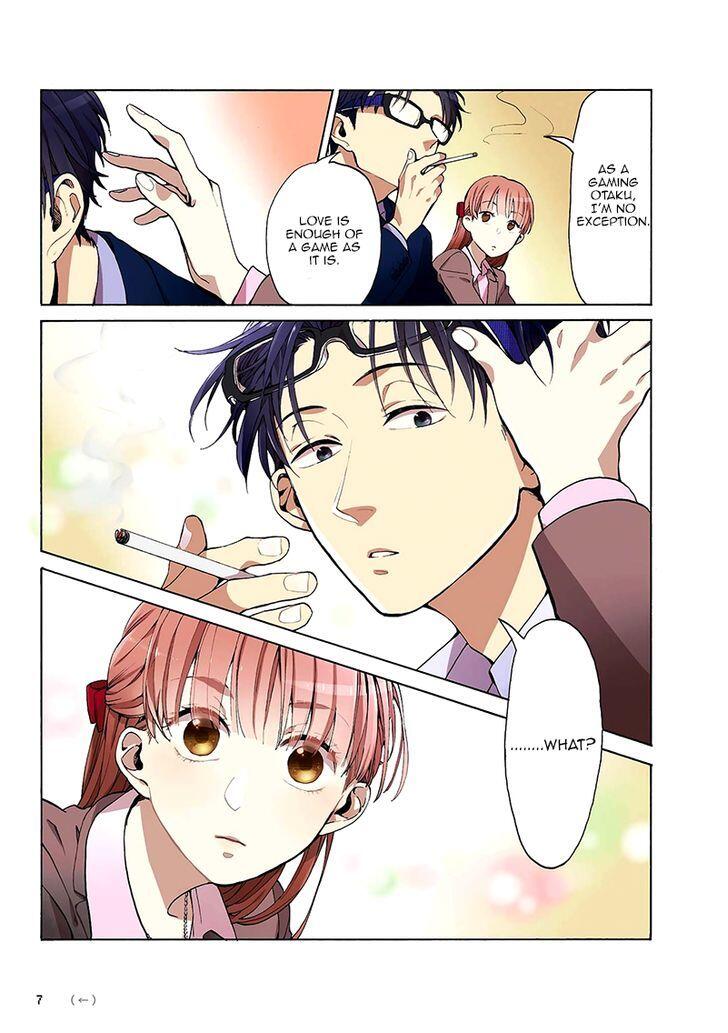 AS A
GAMING
OTAKU,
I'M NO
EXCEPTION.
LOVE IS
ENOUGH OF
A GAME AS
IT IS.
........WHAT?
7 (←)